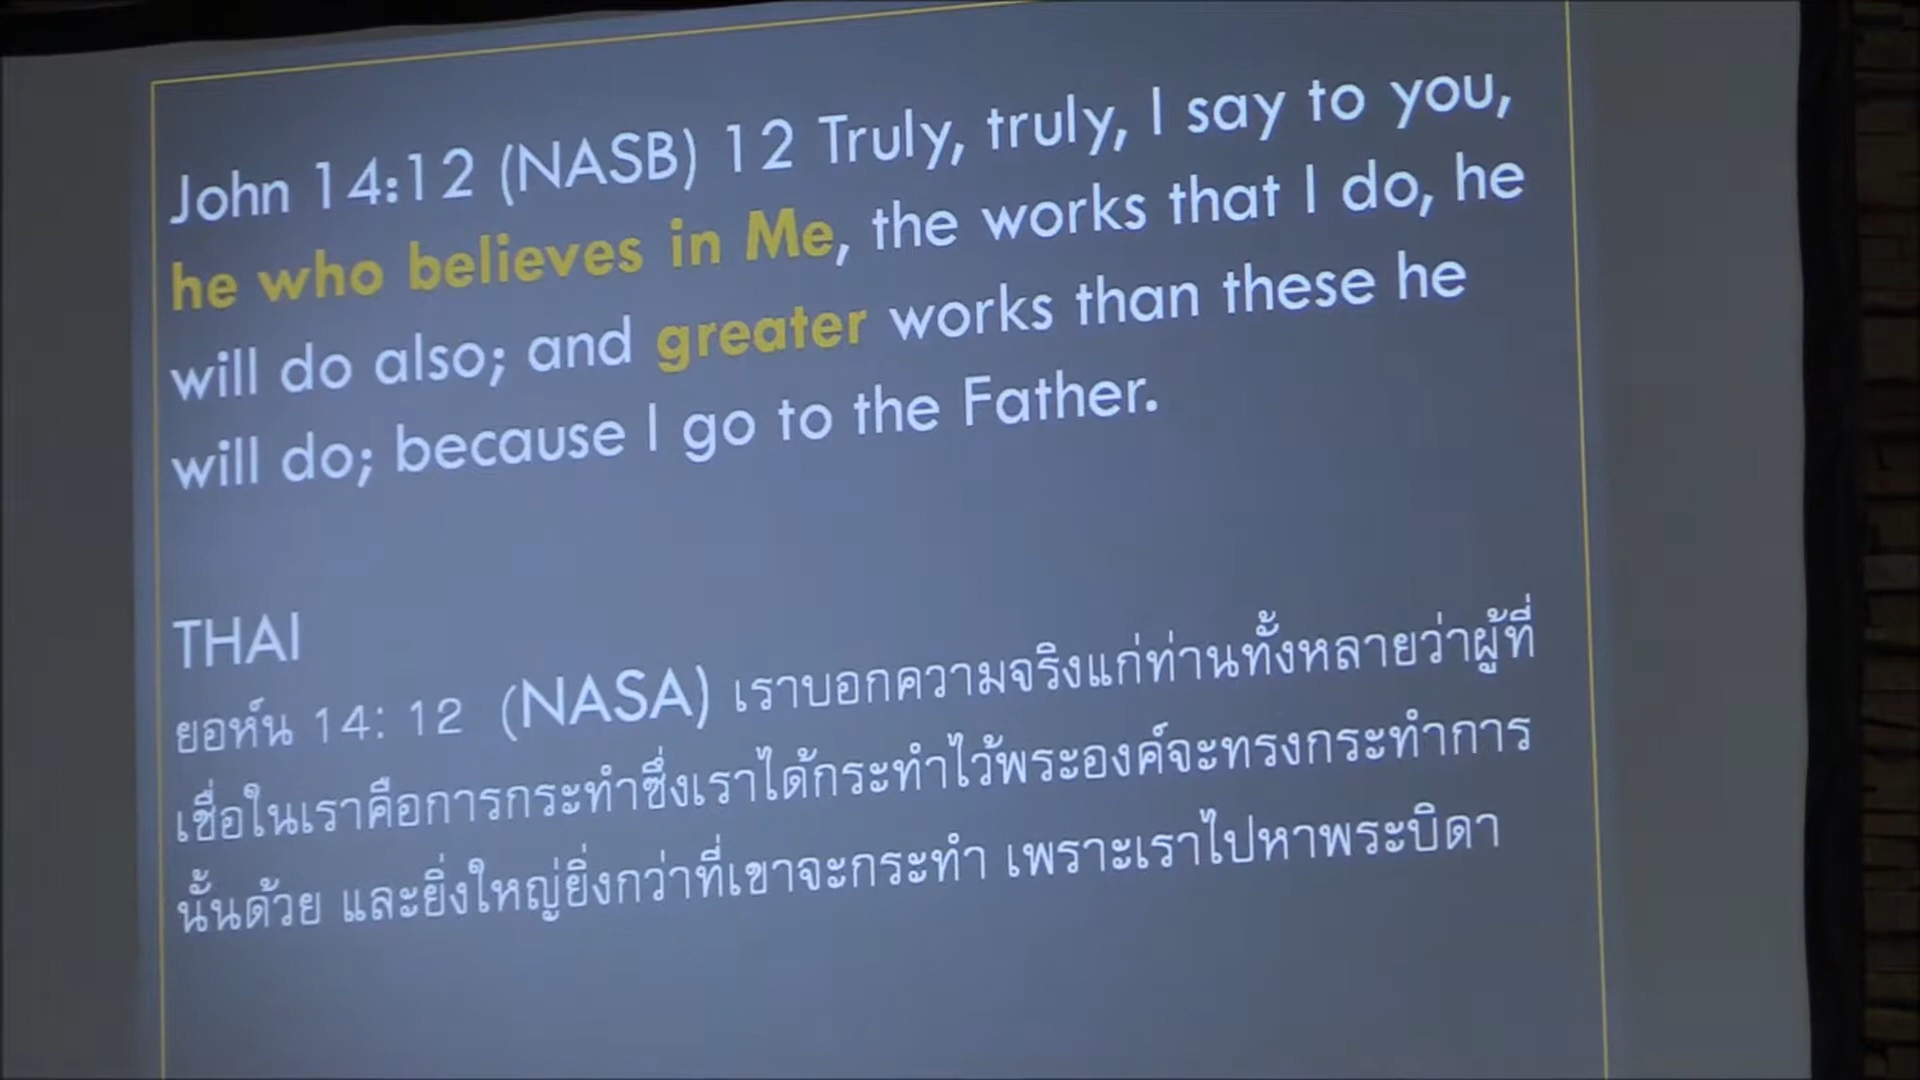 John 14:12 (NASB) 12 Truly, truly, I say to you,
he who believes in Me, the works that I do, he
will do also; and greater works than these he
will do; because I go to the Father.
THAI
ยอห์น 14: 12 (NASA) เราบอกความจริงแก่ท่านทั้งหลายว่าผู้ที่
เชื่อในเราคือการกระทำซึ่งเราได้กระทำไว้พระองค์จะทรงกระทำการ
นั้นด้วย และยิ่งใหญ่ยิ่งกว่าที่เขาจะกระทำ เพราะเราไปหาพระบิดา